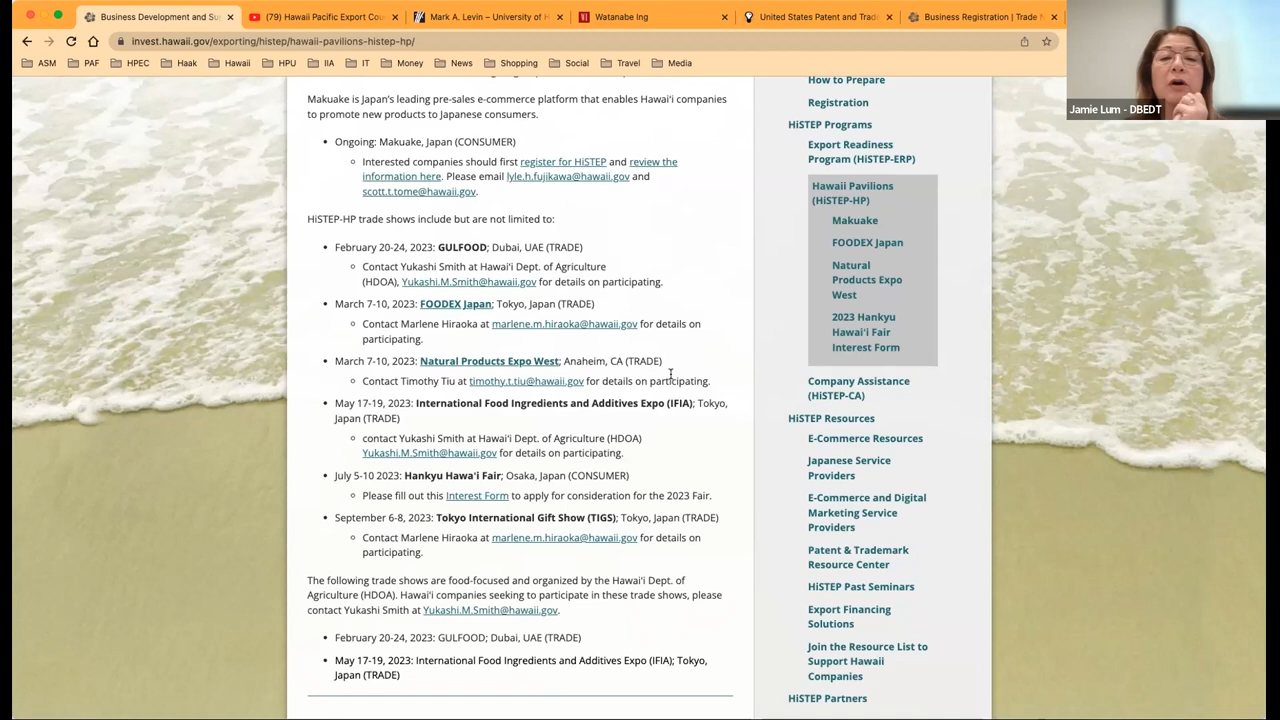 Business Development and Su
(79) Hawaii Pacific Export Cou
Mark A. Levin – University of H
Watanabe Ing
United States Patent and Trade
Business Registration | Trade N
invest.hawaii.gov/exporting/histep/hawaii-pavilions-histep-hp/
ASM
PAF
HPEC
Haak
Hawaii
HPU
IIA
IT
Money
News
Shopping
Social
Travel
Media
Jamie Lum - DBEDT
Makuake is Japan's leading pre-sales e-commerce platform that enables Hawai'i companies
to promote new products to Japanese consumers.
Ongoing: Makuake, Japan (CONSUMER)
Interested companies should first register for HiSTEP and review the
information here. Please email lyle.h.fujikawa@hawaii.gov and
scott.t.tome@hawaii.gov.
HiSTEP-HP trade shows include but are not limited to:
February 20-24, 2023: GULFOOD; Dubai, UAE (TRADE)
Contact Yukashi Smith at Hawai'i Dept. of Agriculture
(HDOA), Yukashi.M.Smith@hawaii.gov for details on participating.
March 7-10, 2023: FOODEX Japan; Tokyo, Japan (TRADE)
Contact Marlene Hiraoka at marlene.m.hiraoka@hawaii.gov for details on
participating.
March 7-10, 2023: Natural Products Expo West; Anaheim, CA (TRADE)
Contact Timothy Tiu at timothy.t.tiu@hawaii.gov for details on participating.
May 17-19, 2023: International Food Ingredients and Additives Expo (IFIA); Tokyo,
Japan (TRADE)
contact Yukashi Smith at Hawai'i Dept. of Agriculture (HDOA)
Yukashi.M.Smith@hawaii.gov for details on participating.
July 5-10 2023: Hankyu Hawa'i Fair; Osaka, Japan (CONSUMER)
Please fill out this Interest Form to apply for consideration for the 2023 Fair.
September 6-8, 2023: Tokyo International Gift Show (TIGS); Tokyo, Japan (TRADE)
Contact Marlene Hiraoka at marlene.m.hiraoka@hawaii.gov for details on
participating.
The following trade shows are food-focused and organized by the Hawai'i Dept. of
Agriculture (HDOA). Hawai'i companies seeking to participate in these trade shows, please
contact Yukashi Smith at Yukashi.M.Smith@hawaii.gov.
February 20-24, 2023: GULFOOD; Dubai, UAE (TRADE)
May 17-19, 2023: International Food Ingredients and Additives Expo (IFIA); Tokyo,
Japan (TRADE)
How to Prepare
Registration
HiSTEP Programs
Export Readiness
Program (HiSTEP-ERP)
Hawaii Pavilions
(HiSTEP-HP)
Makuake
FOODEX Japan
Natural
Products Expo
West
2023 Hankyu
Hawai'i Fair
Interest Form
Company Assistance
(HiSTEP-CA)
HiSTEP Resources
E-Commerce Resources
Japanese Service
Providers
E-Commerce and Digital
Marketing Service
Providers
Patent & Trademark
Resource Center
HiSTEP Past Seminars
Export Financing
Solutions
Join the Resource List to
Support Hawaii
Companies
HiSTEP Partners